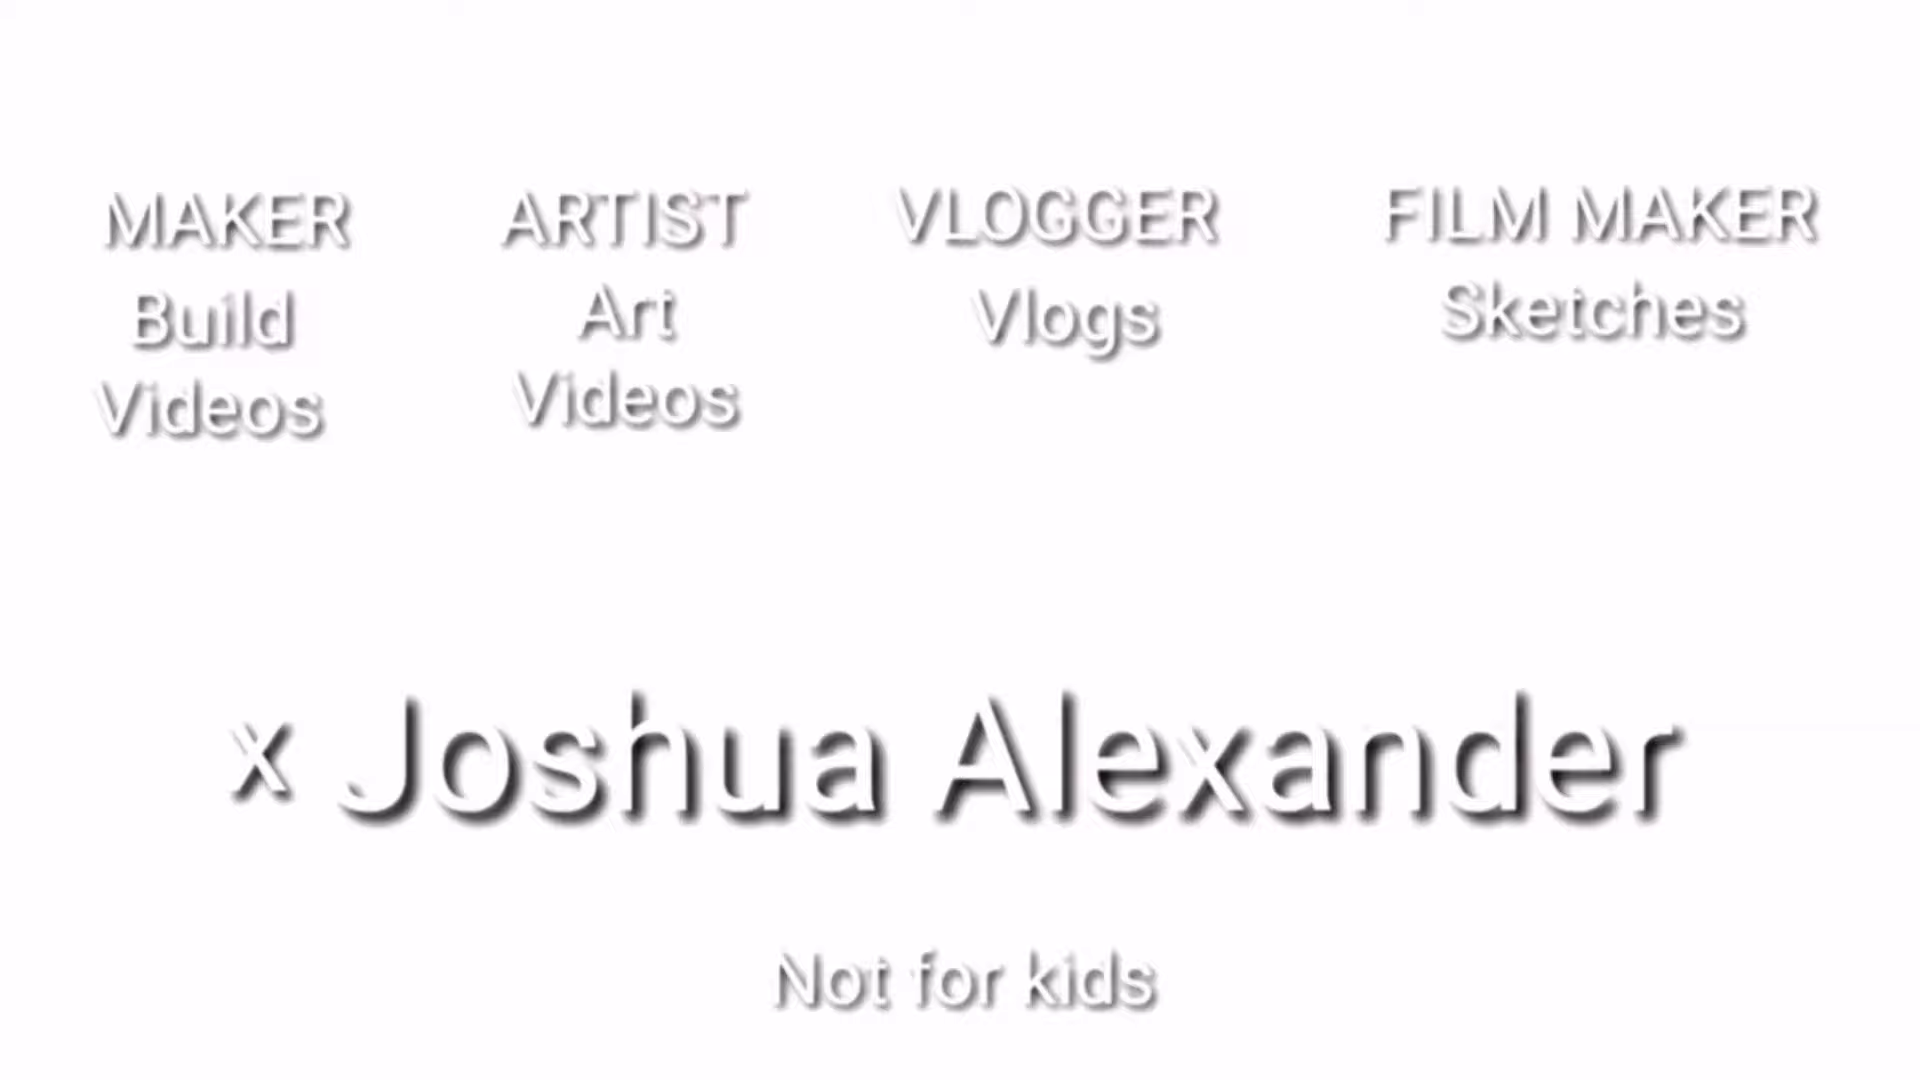 MAKER ARTIST VLOGGER FILM MAKER
Build Art Vlogs Sketches
Videos Videos
x Joshua Alexander
Not for kids